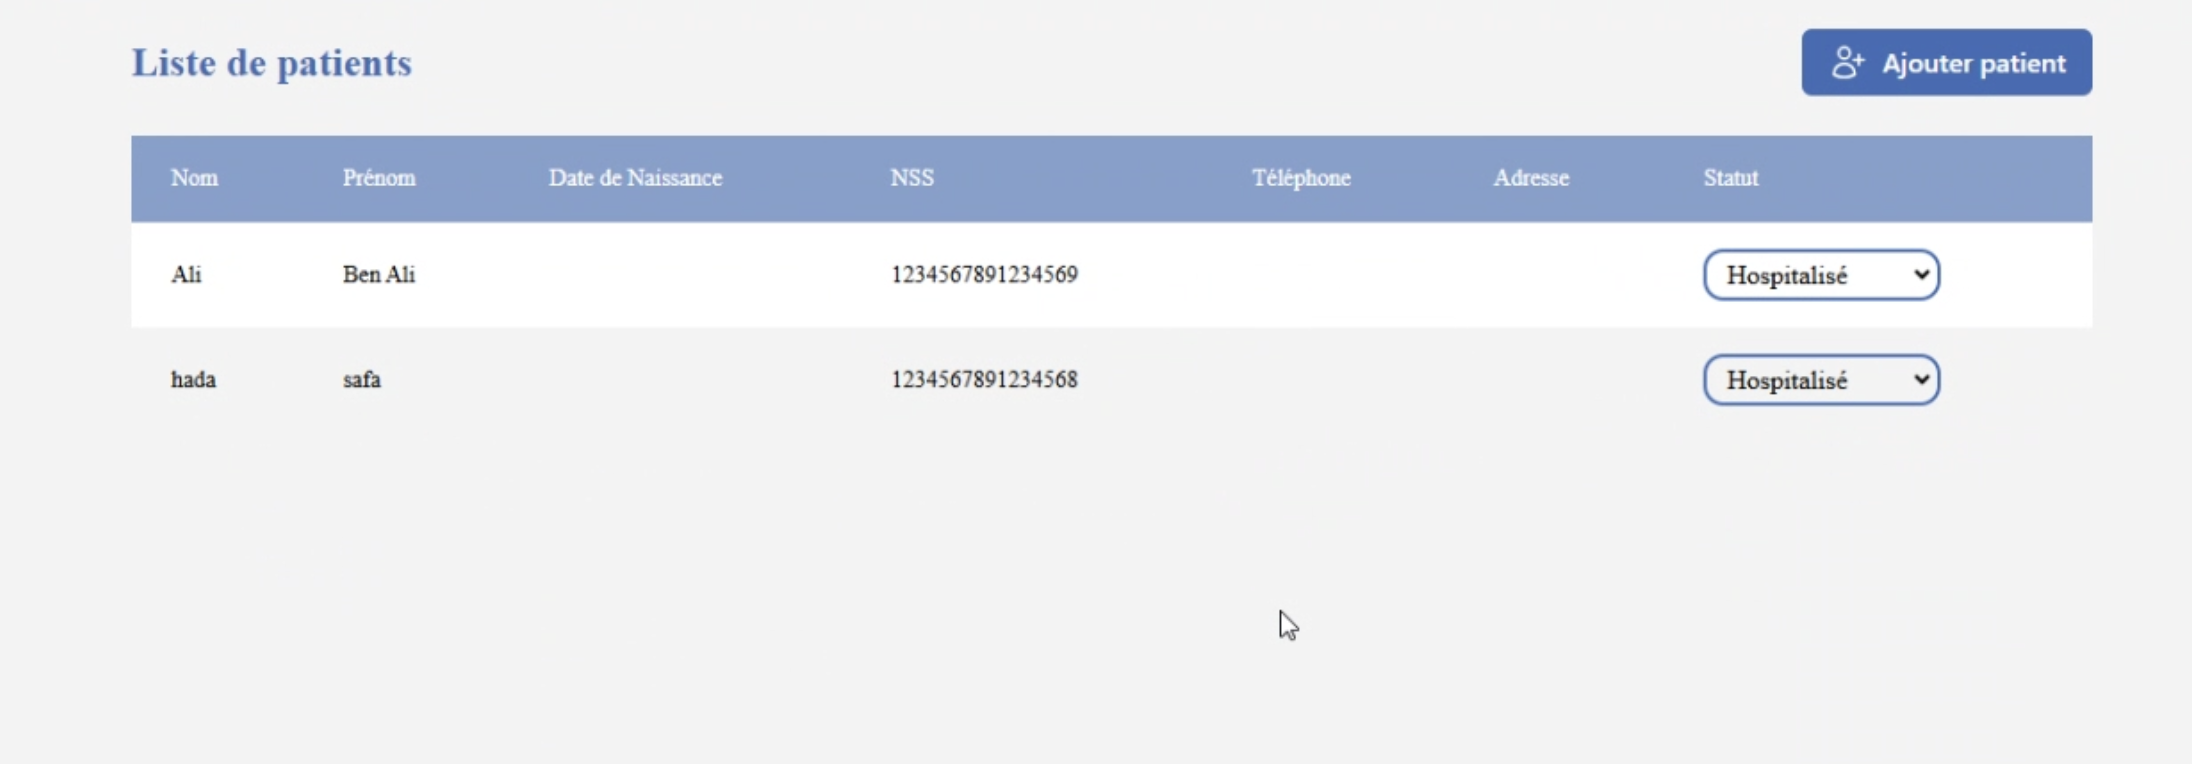 Liste de patients
Ajouter patient
Nom Prénom Date de Naissance NSS Téléphone Adresse Statut
Ali Ben Ali 1234567891234569 Hospitalisé
hada safa 1234567891234568 Hospitalisé